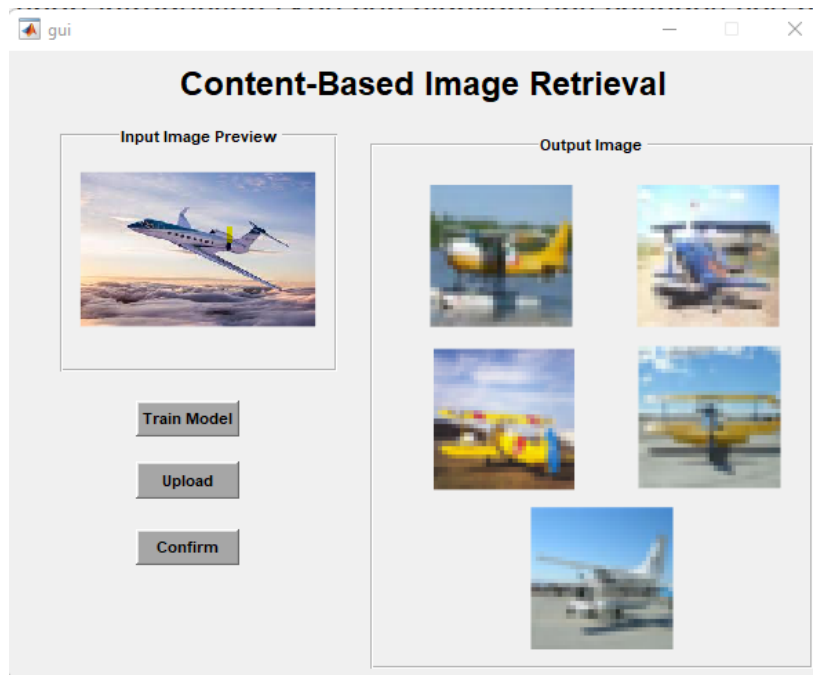 gui
Content-Based Image Retrieval
Input Image Preview
Output Image
Train Model
Upload
Confirm